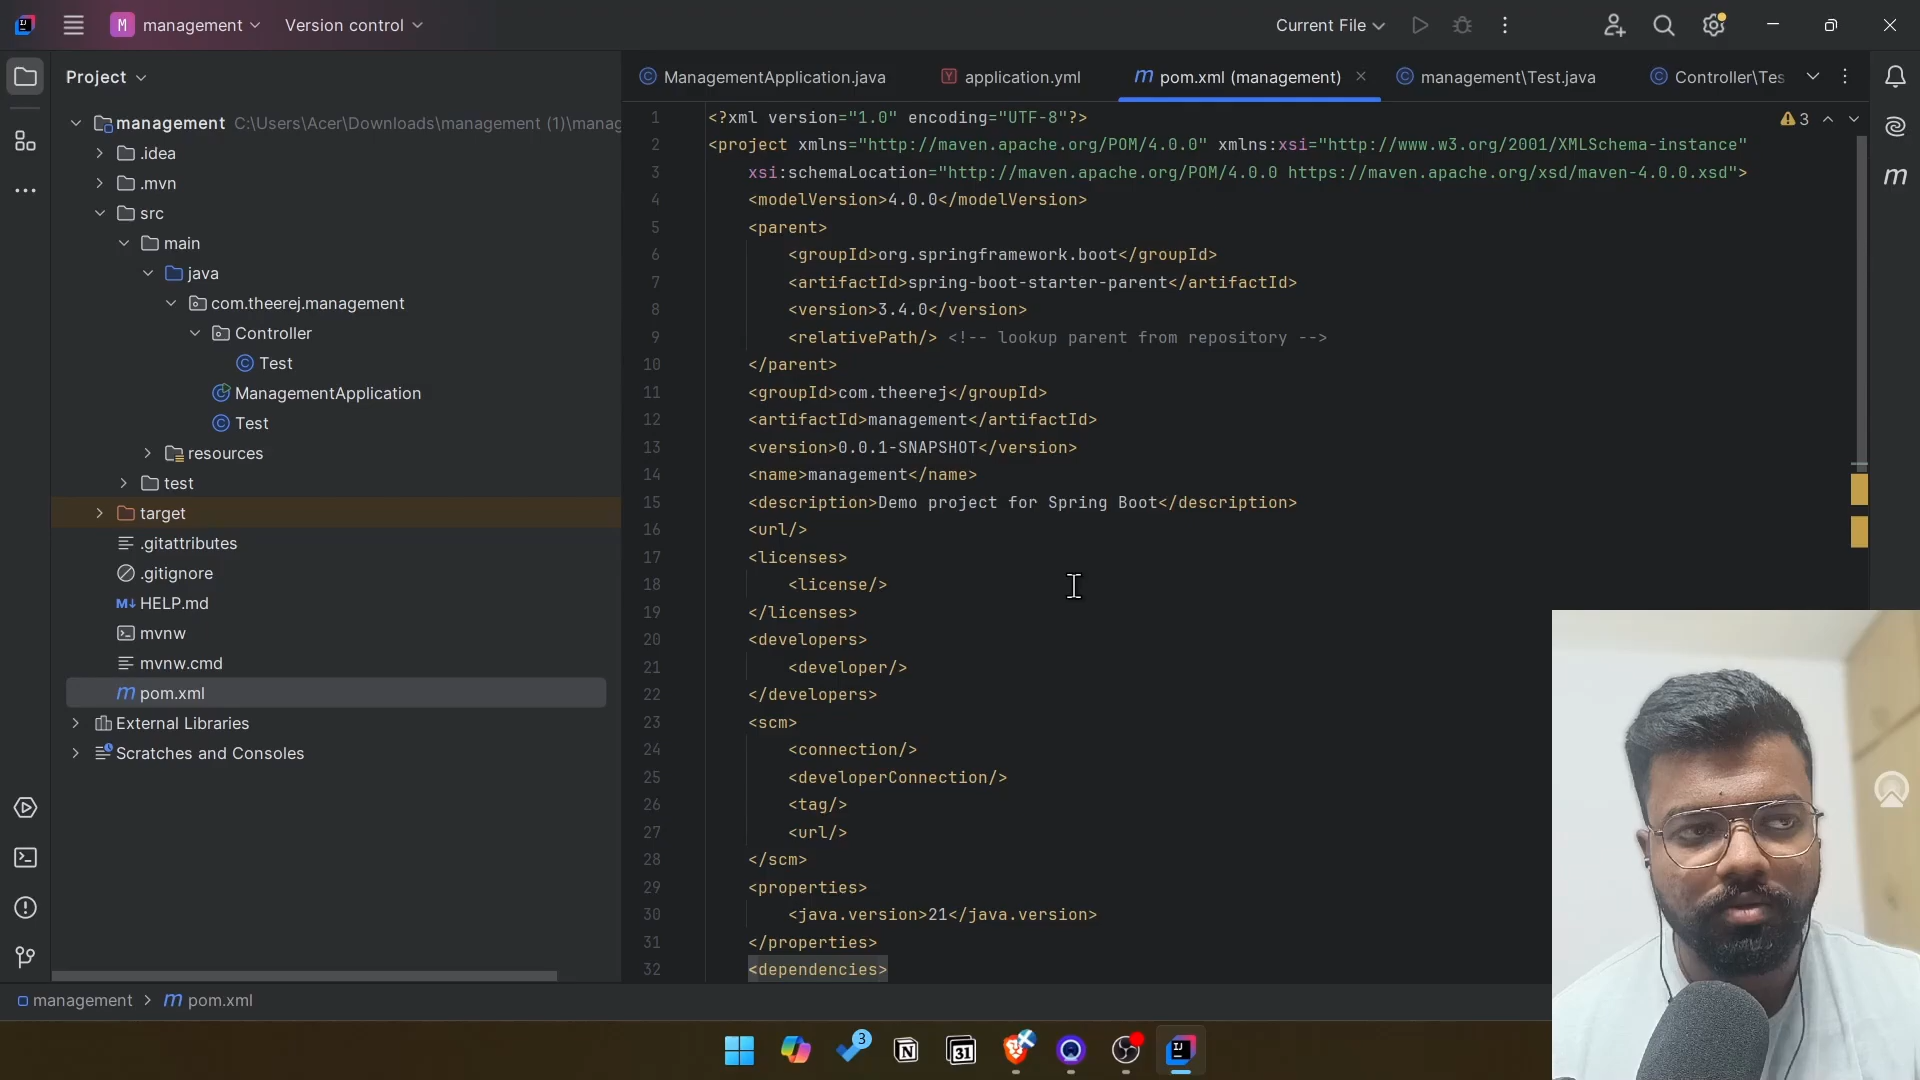 management
Version control
Current File
Project
ManagementApplication.java
application.yml
pom.xml (management)
management\Test.java
Controller\Tes
management C:\Users\Acer\Downloads\management (1)\manag
.idea
.mvn
src
main
java
com.theerej.management
Controller
Test
ManagementApplication
Test
resources
test
target
.gitattributes
.gitignore
HELP.md
mvnw
mvnw.cmd
pom.xml
External Libraries
Scratches and Consoles
3
1 <?xml version="1.0" encoding="UTF-8"?>
2 <project xmlns="http://maven.apache.org/POM/4.0.0" xmlns:xsi="http://www.w3.org/2001/XMLSchema-instance"
3 xsi:schemaLocation="http://maven.apache.org/POM/4.0.0 https://maven.apache.org/xsd/maven-4.0.0.xsd">
4 <modelVersion>4.0.0</modelVersion>
5 <parent>
6 <groupId>org.springframework.boot</groupId>
7 <artifactId>spring-boot-starter-parent</artifactId>
8 <version>3.4.0</version>
9 <relativePath/> <!-- lookup parent from repository -->
10 </parent>
11 <groupId>com.theerej</groupId>
12 <artifactId>management</artifactId>
13 <version>0.0.1-SNAPSHOT</version>
14 <name>management</name>
15 <description>Demo project for Spring Boot</description>
16 <url/>
17 <licenses>
18 <license/>
19 </licenses>
20 <developers>
21 <developer/>
22 </developers>
23 <scm>
24 <connection/>
25 <developerConnection/>
26 <tag/>
27 <url/>
28 </scm>
29 <properties>
30 <java.version>21</java.version>
31 </properties>
32 <dependencies>
management > pom.xml
3
31